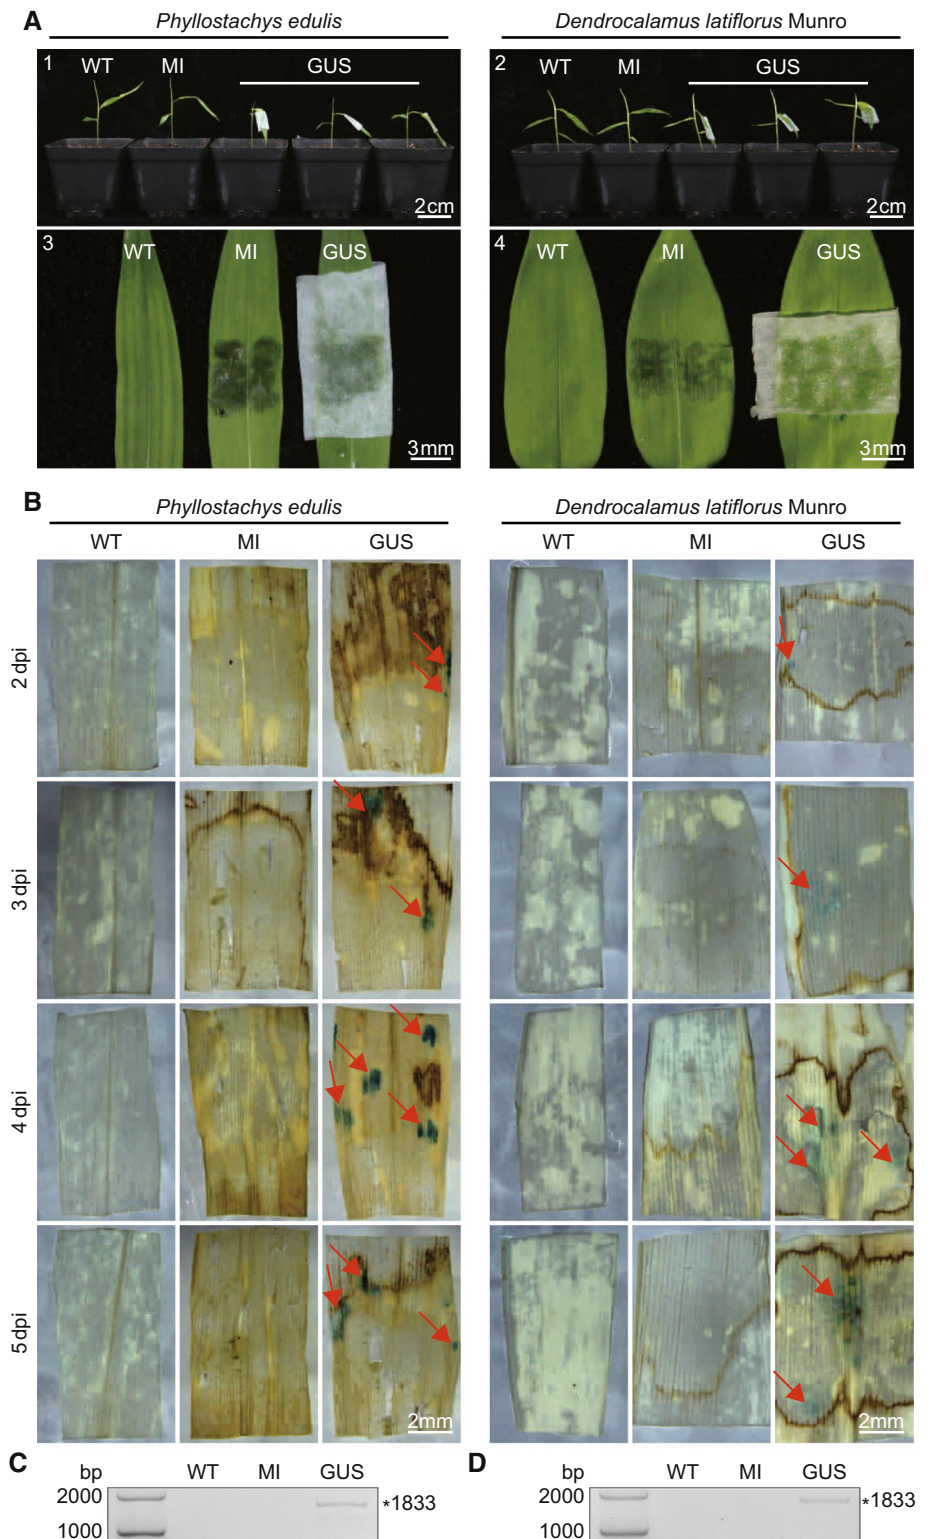 A
Phyllostachys edulis
Dendrocalamus latiflorus Munro
1 WT MI GUS
2cm
2 WT MI GUS
2cm
3 WT MI GUS
3mm
4 WT MI GUS
3mm
B
Phyllostachys edulis
Dendrocalamus latiflorus Munro
WT MI GUS WT MI GUS
2 dpi
3 dpi
4 dpi
5 dpi
2mm 2mm
C bp WT MI GUS
2000 *1833
1000
D bp WT MI GUS
2000 *1833
1000